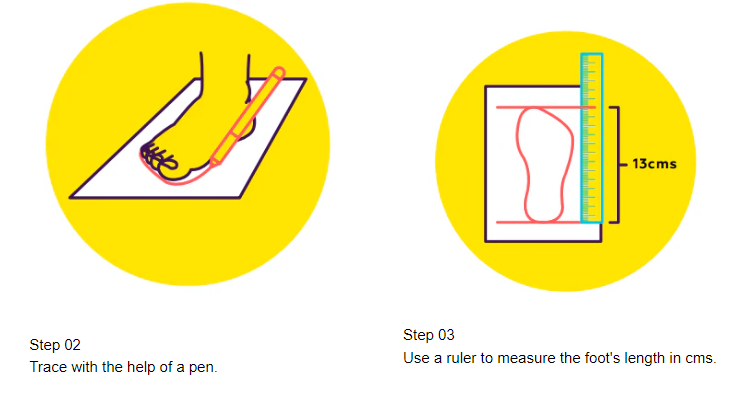 13cms
Step 02
Trace with the help of a pen.
Step 03
Use a ruler to measure the foot's length in cms.